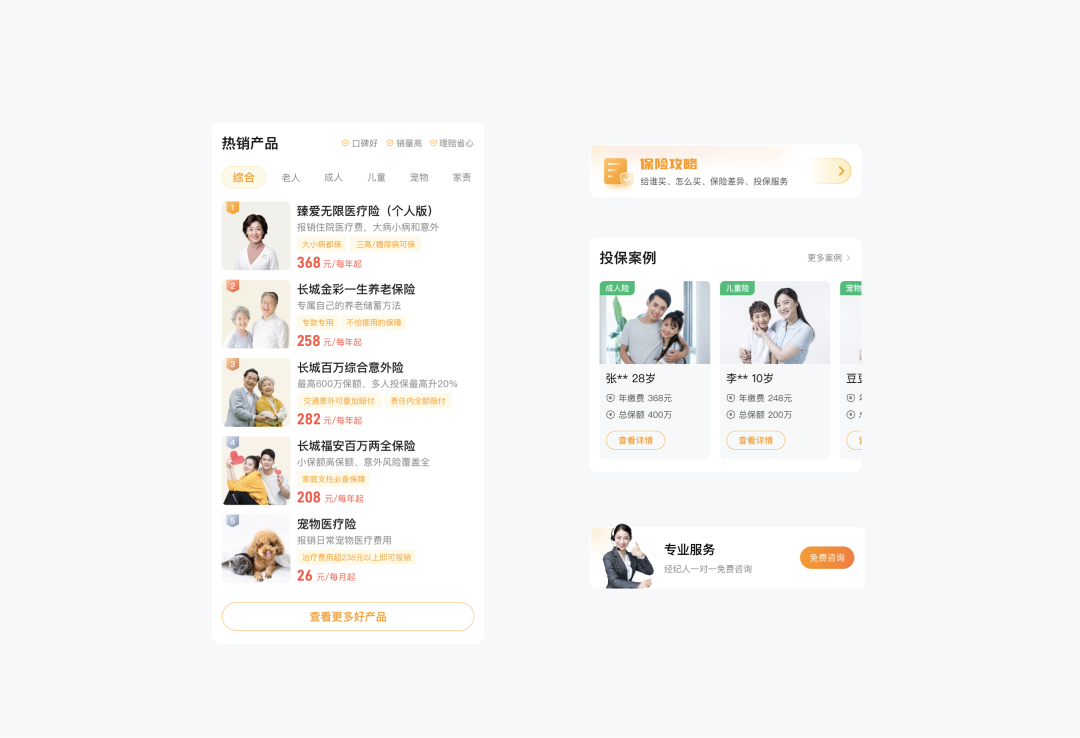 热销产品
口碑好 销量高 理赔省心
综合 老人 成人 儿童 宠物 家责
1
臻爱无限医疗险（个人版）
报销住院医疗费，大病小病和意外
大小病都保 三高/糖尿病可保
368 元/每年起
2
长城金彩一生养老保险
专属自己的养老储蓄方法
专款专用 不怕挪用的保障
258 元/每年起
3
长城百万综合意外险
最高600万保额、多人投保最高升20%
交通意外可叠加赔付 责任内全额赔付
282 元/每年起
4
长城福安百万两全保险
小保额高保额、意外风险覆盖全
家庭支柱必备保障
208 元/每年起
5
宠物医疗险
报销日常宠物医疗费用
治疗费用超238元以上即可报销
26 元/每月起
查看更多好产品
保险攻略
给谁买、怎么买、保险差异、投保服务
投保案例
更多案例
成人险
张** 28岁
年缴费 368元
总保额 400万
查看详情
儿童险
李** 10岁
年缴费 248元
总保额 200万
查看详情
宠物
豆豆
专业服务
经纪人一对一免费咨询
免费咨询